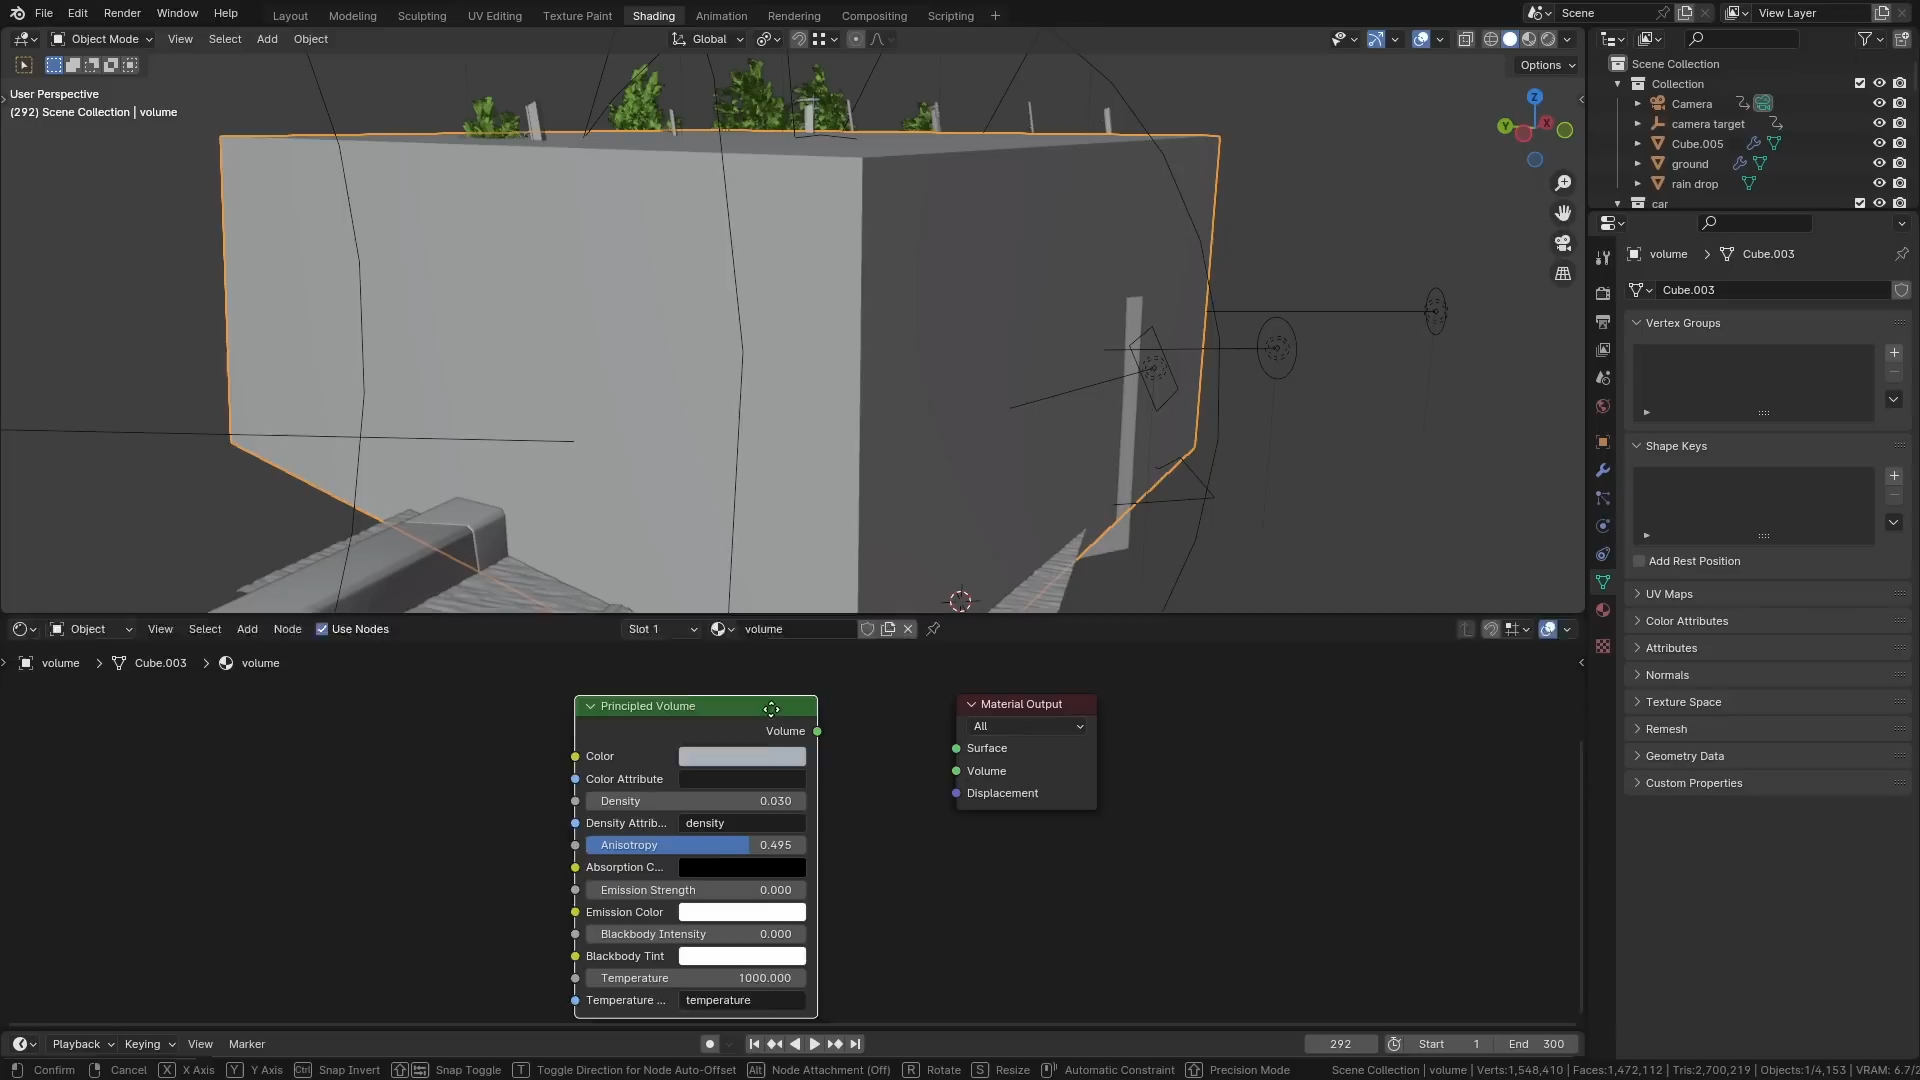 File Edit Render Window Help Layout Modeling Sculpting UV Editing Texture Paint Shading Animation Rendering Compositing Scripting + Scene View Layer
Object Mode View Select Add Object Global
Options
User Perspective
(292) Scene Collection | volume
Z
Y
X
Scene Collection
Collection
Camera
camera target
Cube.005
ground
rain drop
car
volume > Cube.003
Cube.003
Vertex Groups
Shape Keys
Add Rest Position
UV Maps
Color Attributes
Attributes
Normals
Texture Space
Remesh
Geometry Data
Custom Properties
Object View Select Add Node Use Nodes Slot 1 volume
volume > Cube.003 > volume
Principled Volume
Volume
Color
Color Attribute
Density 0.030
Density Attrib... density
Anisotropy 0.495
Absorption C...
Emission Strength 0.000
Emission Color
Blackbody Intensity 0.000
Blackbody Tint
Temperature 1000.000
Temperature ... temperature
Material Output
All
Surface
Volume
Displacement
Playback Keying View Marker 292 Start 1 End 300
Confirm Cancel X X Axis Y Y Axis Ctrl Snap Invert Snap Toggle T Toggle Direction for Node Auto-Offset Alt Node Attachment (Off) R Rotate S Resize Automatic Constraint Precision Mode Scene Collection | volume | Verts:1,548,410 | Faces:1,472,112 | Tris:2,700,219 | Objects:1/4,153 | VRAM: 6.7/